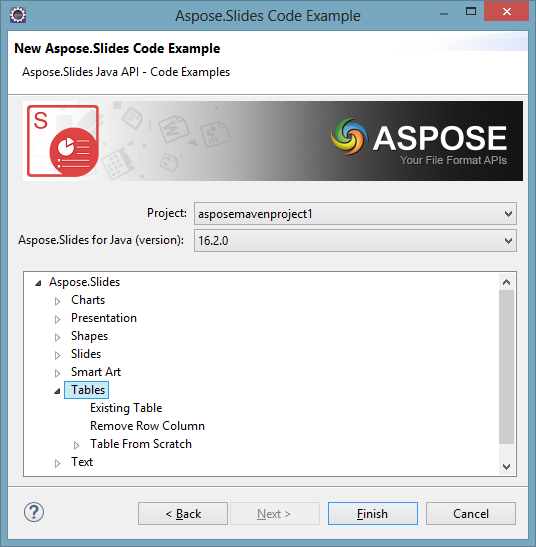 Aspose.Slides Code Example
New Aspose.Slides Code Example
Aspose.Slides Java API - Code Examples
S
W
ASPOSE
Your File Format APIs
Project: asposemavenproject1
Aspose.Slides for Java (version): 16.2.0
Aspose.Slides
Charts
Presentation
Shapes
Slides
Smart Art
Tables
Existing Table
Remove Row Column
Table From Scratch
Text
? < Back Next > Finish Cancel